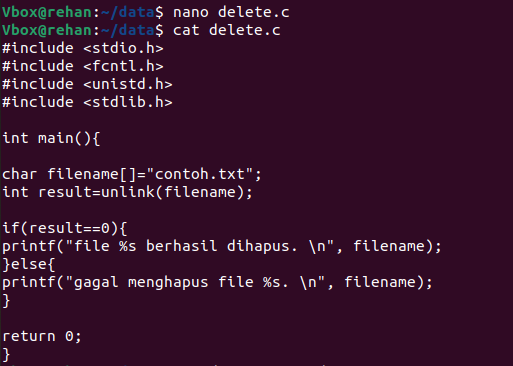 Vbox@rehan:~/data$ nano delete.c
Vbox@rehan:~/data$ cat delete.c
#include <stdio.h>
#include <fcntl.h>
#include <unistd.h>
#include <stdlib.h>

int main(){

char filename[]="contoh.txt";
int result=unlink(filename);

if(result==0){
printf("file %s berhasil dihapus. \n", filename);
}else{
printf("gagal menghapus file %s. \n", filename);
}

return 0;
}